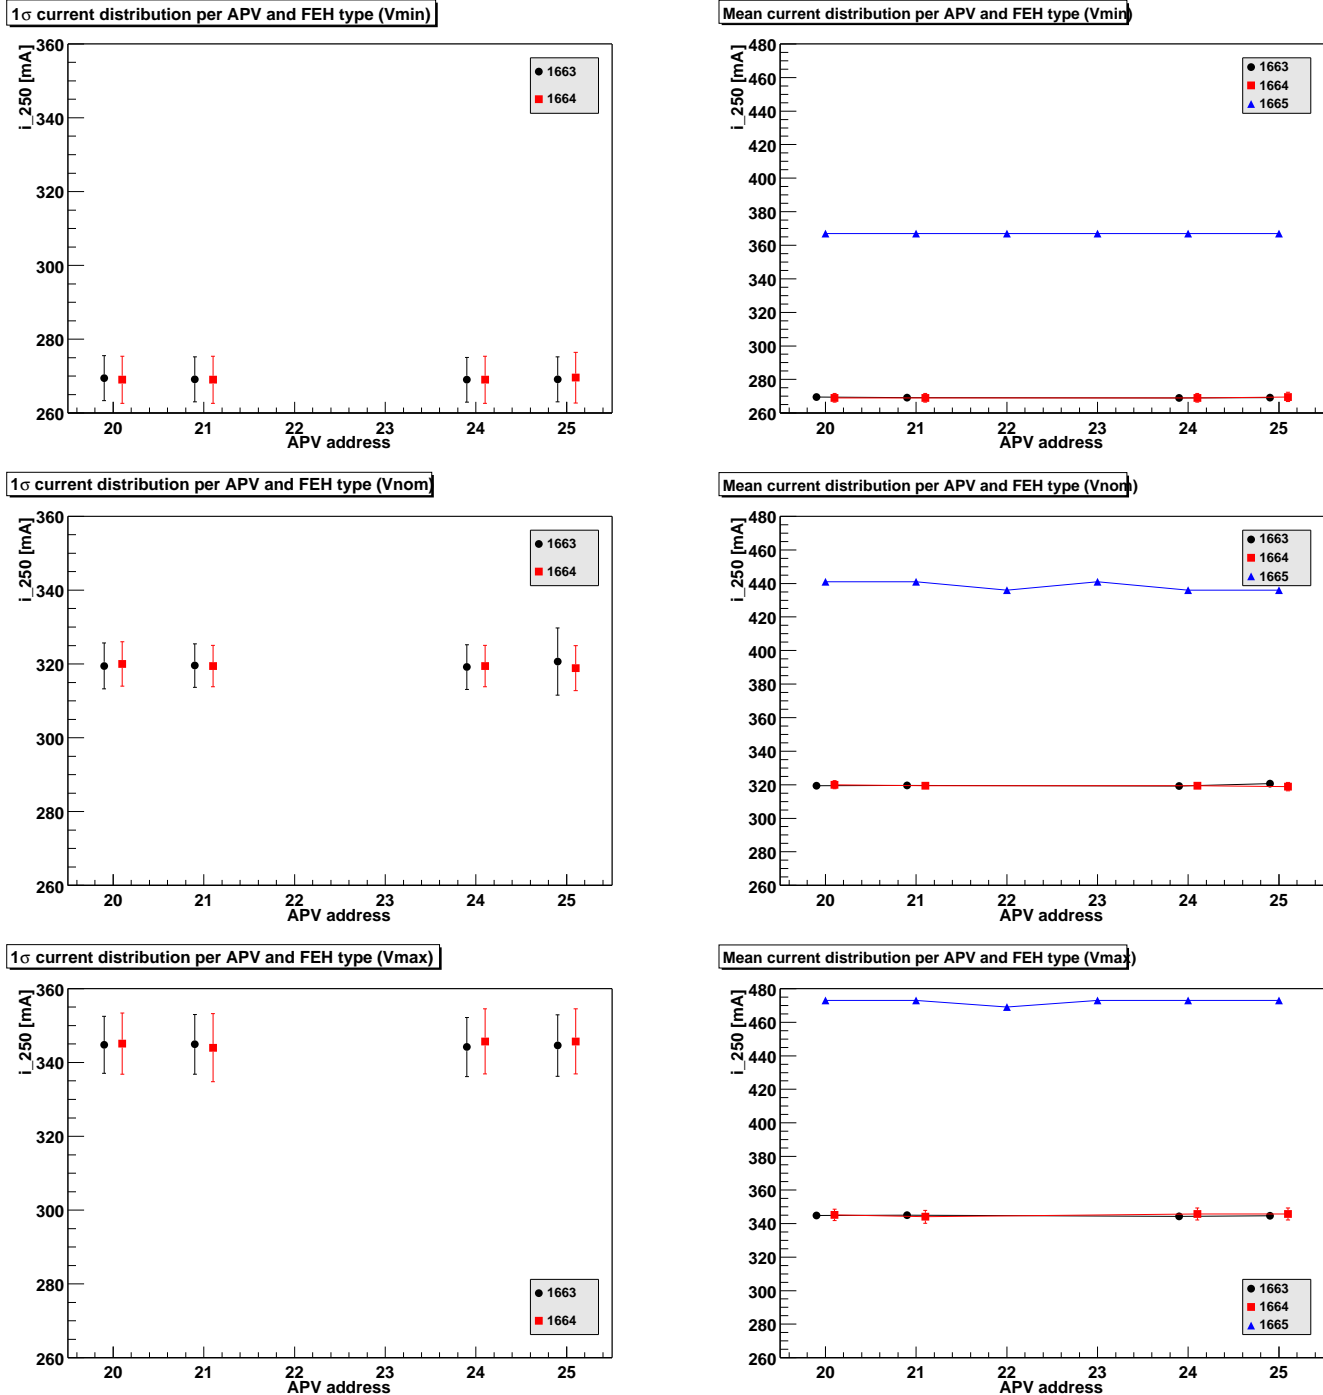 1σ current distribution per APV and FEH type (Vmin)
i_250 [mA]
360
340
320
300
280
260
1663
1664
20 21 22 23 24 25
APV address
Mean current distribution per APV and FEH type (Vmin)
i_250 [mA]
480
460
440
420
400
380
360
340
320
300
280
260
1663
1664
1665
20 21 22 23 24 25
APV address
1σ current distribution per APV and FEH type (Vnom)
i_250 [mA]
360
340
320
300
280
260
1663
1664
20 21 22 23 24 25
APV address
Mean current distribution per APV and FEH type (Vnom)
i_250 [mA]
480
460
440
420
400
380
360
340
320
300
280
260
1663
1664
1665
20 21 22 23 24 25
APV address
1σ current distribution per APV and FEH type (Vmax)
i_250 [mA]
360
340
320
300
280
260
1663
1664
20 21 22 23 24 25
APV address
Mean current distribution per APV and FEH type (Vmax)
i_250 [mA]
480
460
440
420
400
380
360
340
320
300
280
260
1663
1664
1665
20 21 22 23 24 25
APV address